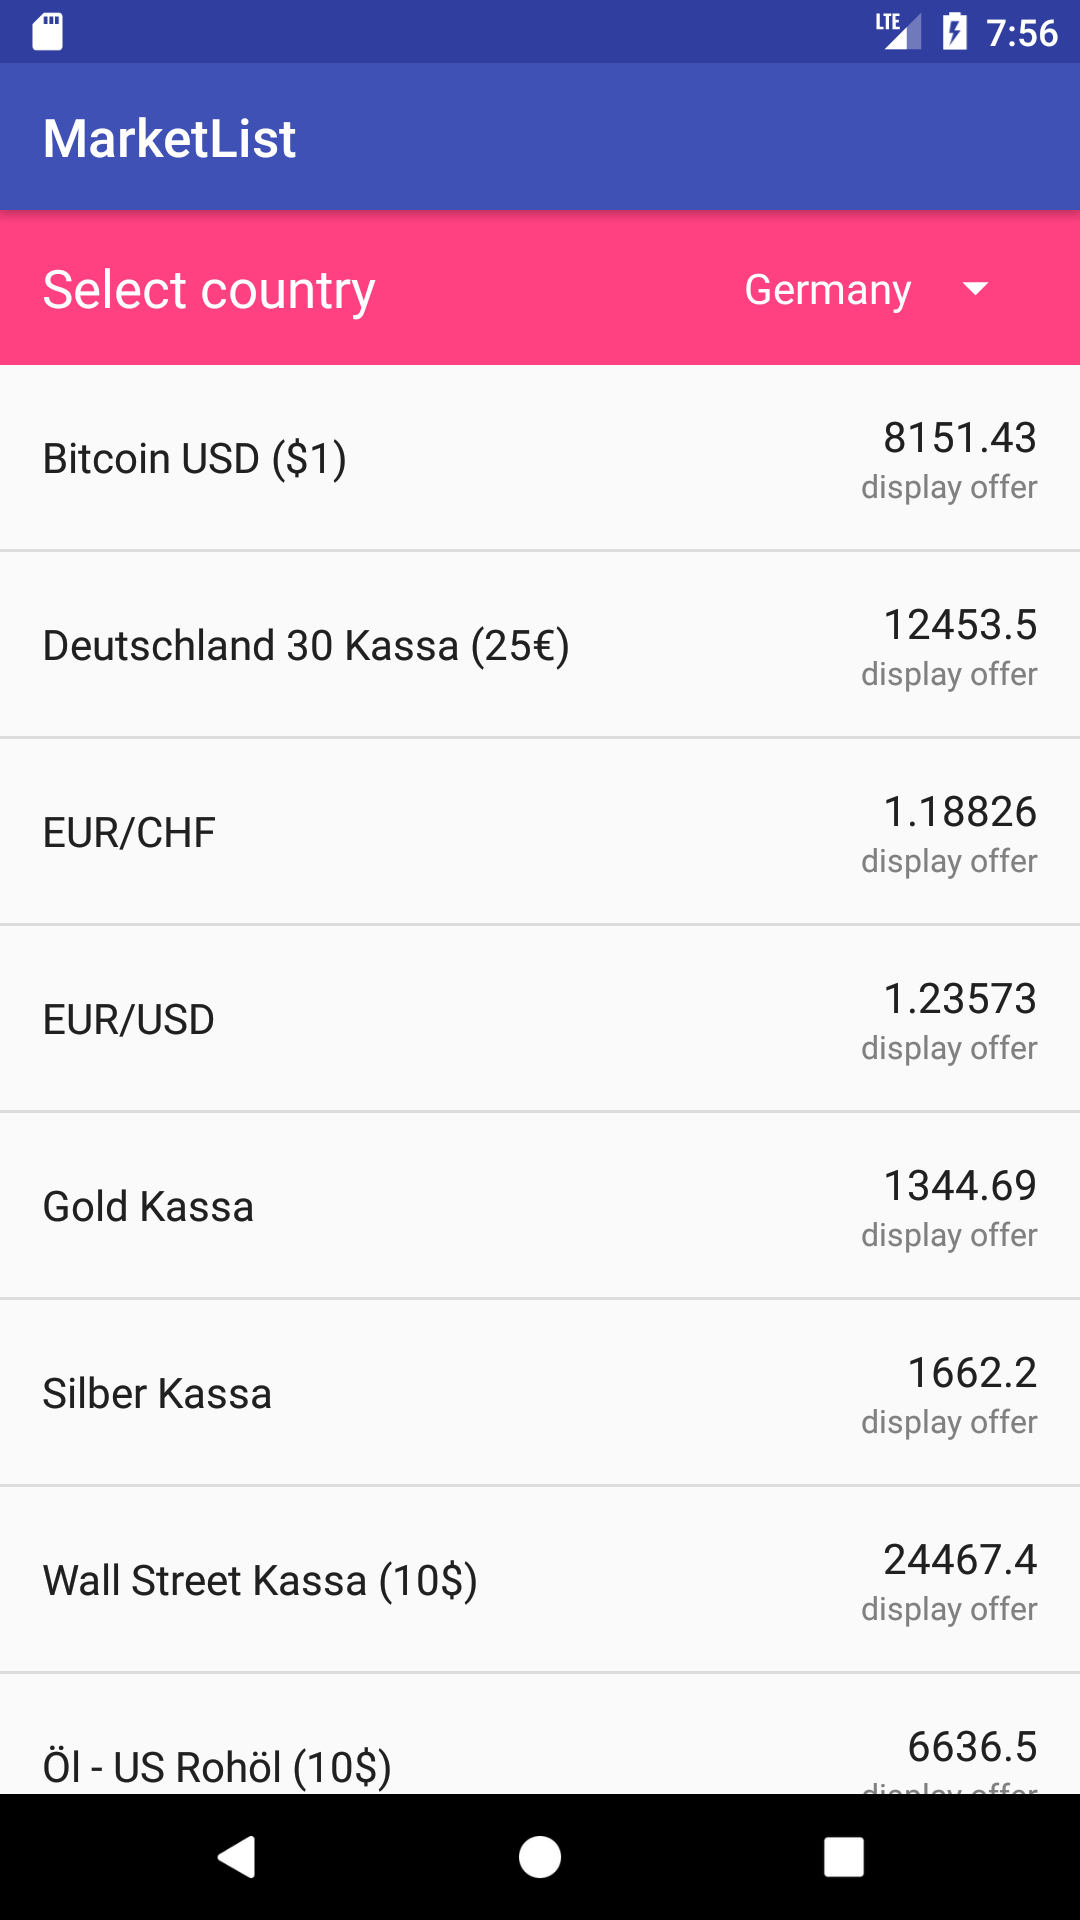 LTE 7:56
MarketList
Select country Germany
Bitcoin USD ($1) 8151.43
display offer
Deutschland 30 Kassa (25€) 12453.5
display offer
EUR/CHF 1.18826
display offer
EUR/USD 1.23573
display offer
Gold Kassa 1344.69
display offer
Silber Kassa 1662.2
display offer
Wall Street Kassa (10$) 24467.4
display offer
Öl - US Rohöl (10$) 6636.5
display offer